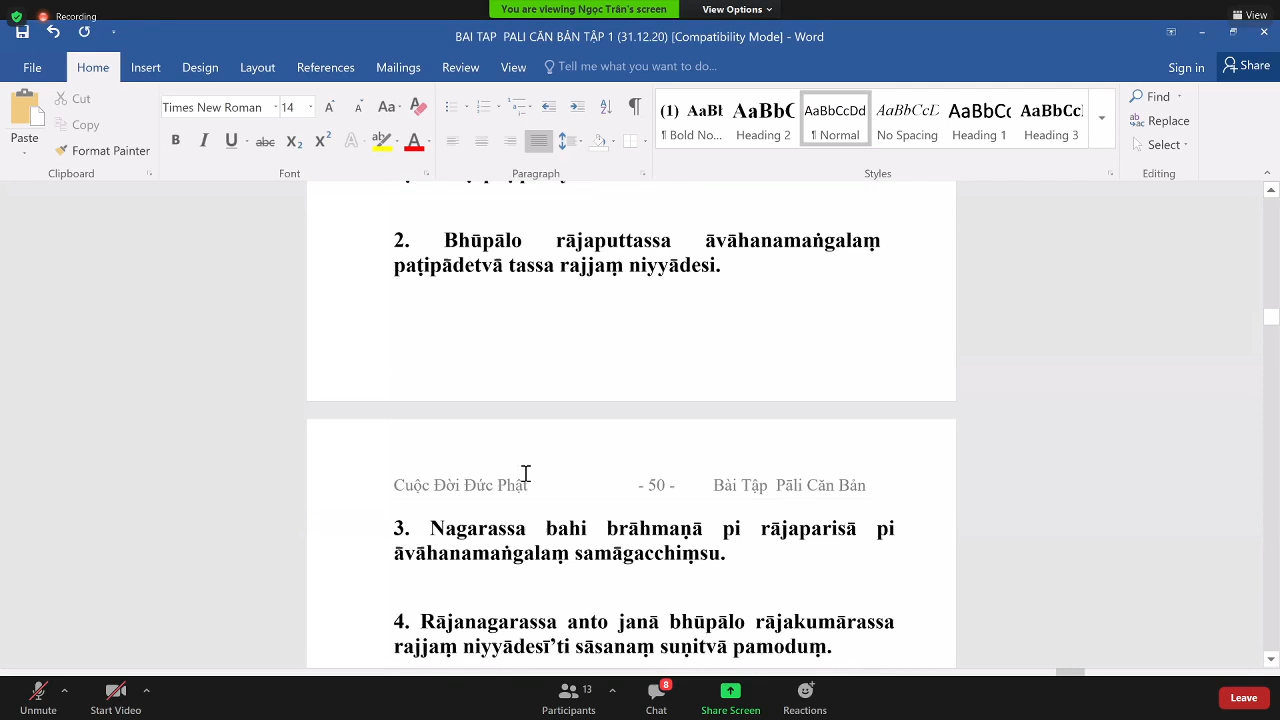 Recording
You are viewing Ngọc Trân's screen
View Options
View
BAI TAP PALI CĂN BẢN TẬP 1 (31.12.20) [Compatibility Mode] - Word
File
Home
Insert
Design
Layout
References
Mailings
Review
View
Tell me what you want to do...
Sign in
Share
Paste
Cut
Copy
Format Painter
Clipboard
Times New Roman
14
Font
Paragraph
(1) AaBb
¶ Bold No...
AaBbC
Heading 2
AaBbCcDd
¶ Normal
AaBbCcD
No Spacing
AaBbCc
Heading 1
AaBbCc
Heading 3
Styles
Find
Replace
Select
Editing
2. Bhūpālo rājaputtassa āvāhanamaṅgalaṃ
paṭipādetvā tassa rajjaṃ niyyādesi.
Cuộc Đời Đức Phật - 50 - Bài Tập Pāli Căn Bản
3. Nagarassa bahi brāhmaṇā pi rājaparisā pi
āvāhanamaṅgalaṃ samāgacchiṃsu.
4. Rājanagarassa anto janā bhūpālo rājakumārassa
rajjaṃ niyyādesī’ti sāsanaṃ suṇitvā pamoduṃ.
Unmute
Start Video
Participants
13
Chat
8
Share Screen
Reactions
Leave